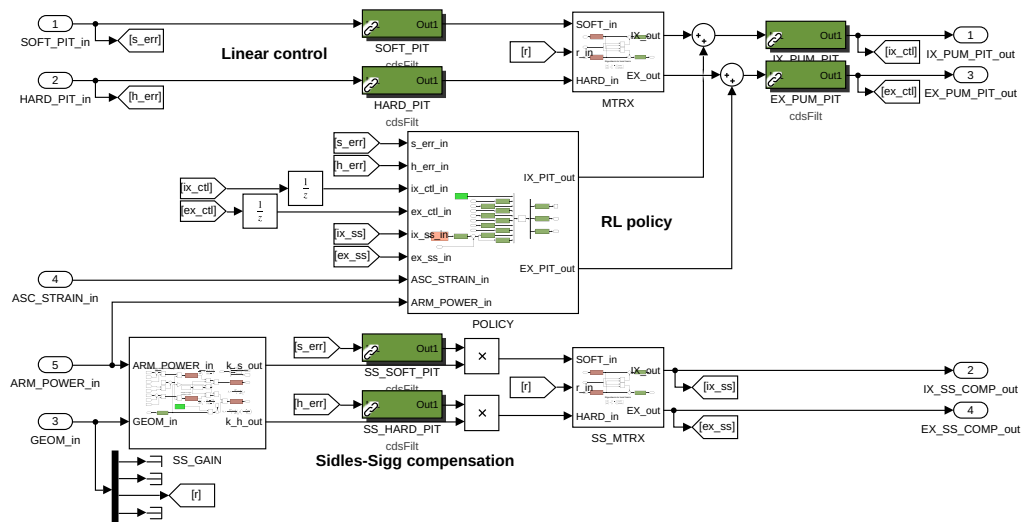 1
SOFT_PIT_in
[s_err]
Linear control
Out1
SOFT_PIT
cdsFilt
2
HARD_PIT_in
[h_err]
Out1
HARD_PIT
cdsFilt
[r]
SOFT_in
r_in
HARD_in
IX_out
EX_out
MTRX
Out1
IX_PUM_PIT
Out1
EX_PUM_PIT
cdsFilt
[ix_ctl]
[ex_ctl]
1
IX_PUM_PIT_out
3
EX_PUM_PIT_out
[s_err]
[h_err]
[ix_ctl]
[ex_ctl]
1
z
1
z
[ix_ss]
[ex_ss]
s_err_in
h_err_in
ix_ctl_in
ex_ctl_in
ix_ss_in
ex_ss_in
ASC_STRAIN_in
ARM_POWER_in
IX_PIT_out
EX_PIT_out
POLICY
RL policy
4
ASC_STRAIN_in
5
ARM_POWER_in
3
GEOM_in
ARM_POWER_in
GEOM_in
k_s_out
k_h_out
SS_GAIN
[s_err]
Out1
SS_SOFT_PIT
cdsFilt
[h_err]
Out1
SS_HARD_PIT
cdsFilt
×
×
Sidles-Sigg compensation
[r]
[r]
SOFT_in
r_in
HARD_in
IX_out
EX_out
SS_MTRX
[ix_ss]
[ex_ss]
2
IX_SS_COMP_out
4
EX_SS_COMP_out